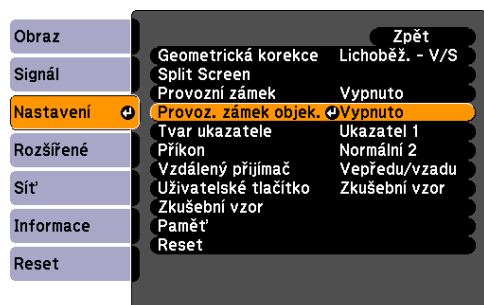 Obraz
Signál
Nastavení
Rozšířené
Síť
Informace
Reset
Zpět
Geometrická korekce Lichoběž. - V/S
Split Screen
Provozní zámek Vypnuto
Provoz. zámek objek. Vypnuto
Tvar ukazatele Ukazatel 1
Příkon Normální 2
Vzdálený přijímač Vepředu/vzadu
Uživatelské tlačítko Zkušební vzor
Zkušební vzor
Paměť
Reset